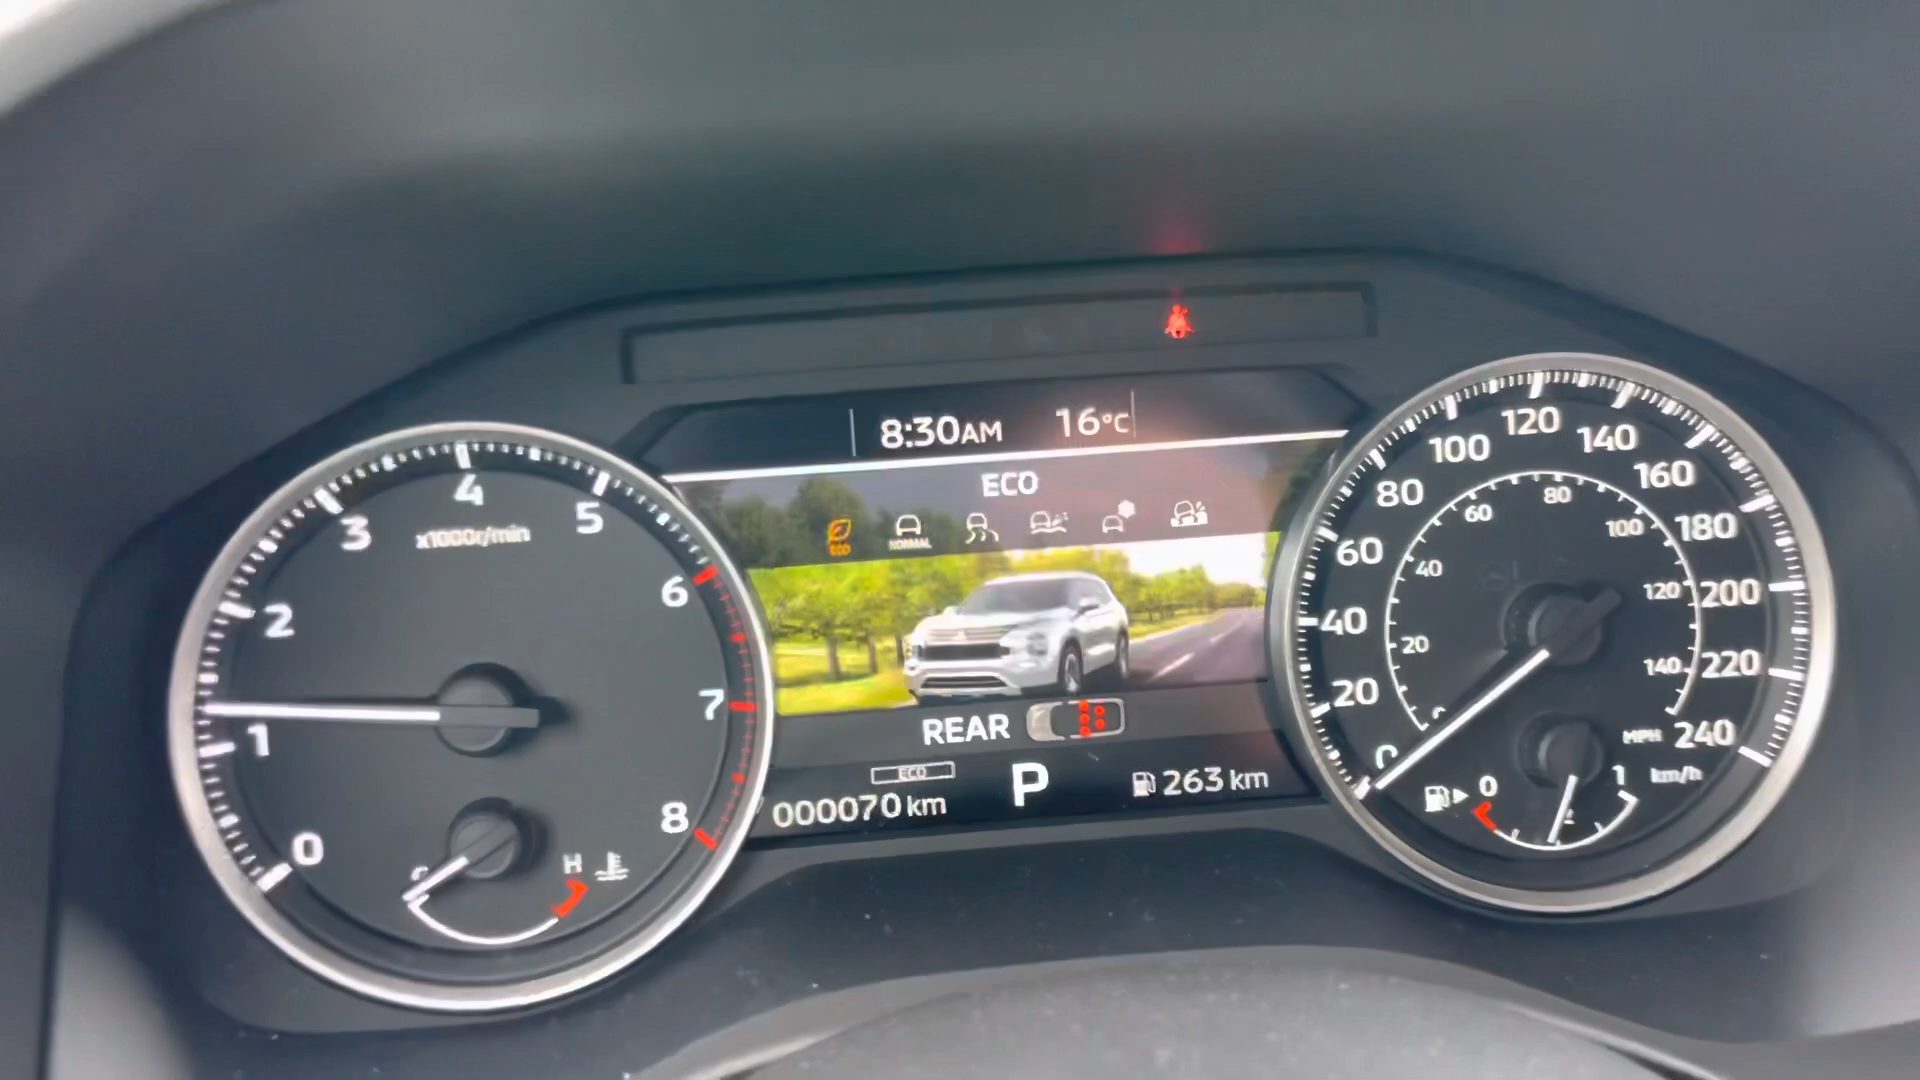 8:30AM 16°C
ECO
ECO NORMAL
REAR
ECO
000070 km P 263 km
0 1 2 3 4 5 6 7 8
x1000r/min
H
0 20 40 60 80 100 120 140 160 180 200 220 240
20 40 60 80 100 120 140
MPH
km/h
0 1